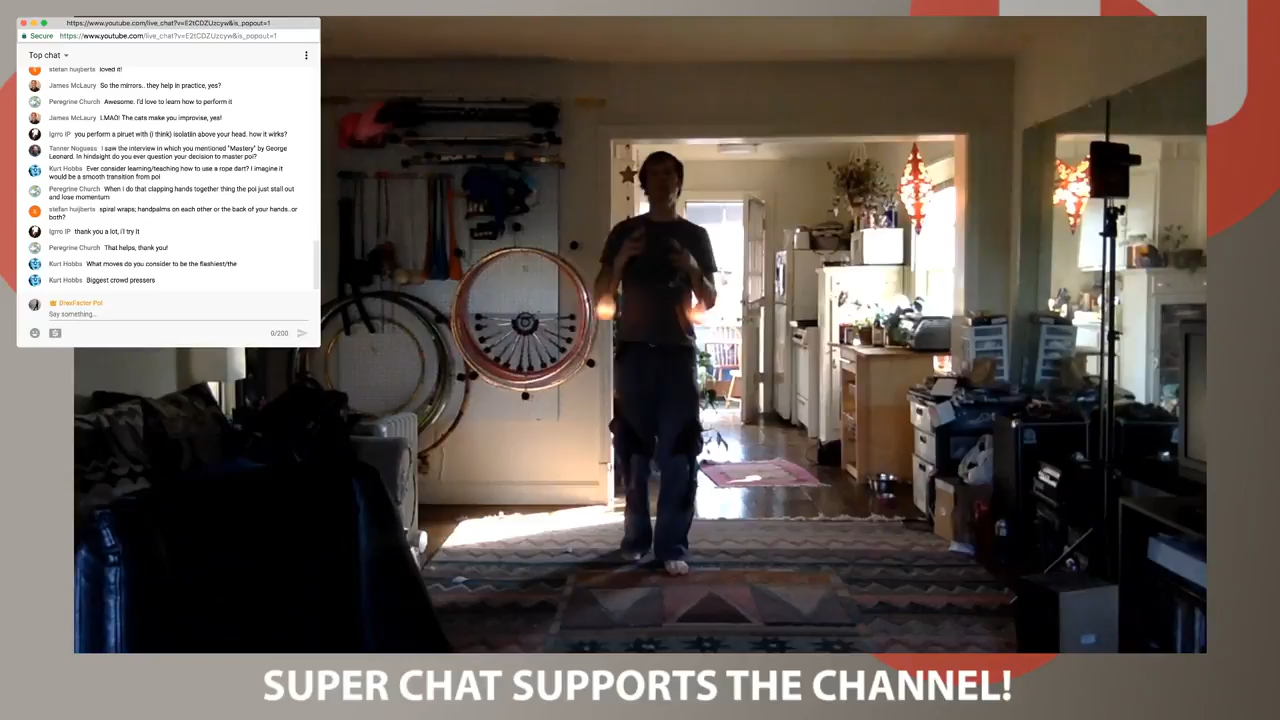 https://www.youtube.com/live_chat?v=E2tCDZUzcyw&is_popout=1
Secure https://www.youtube.com/live_chat?v=E2tCDZUzcyw&is_popout=1
Top chat
stefan huijberts loved it!
James McLaury So the mirrors.. they help in practice, yes?
Peregrine Church Awesome. I'd love to learn how to perform it
James McLaury LMAO! The cats make you improvise, yes!
Igrro IP you perform a piruet with (i think) isolatiin above your head. how it wirks?
Tanner Noguess I saw the interview in which you mentioned "Mastery" by George
Leonard. In hindsight do you ever question your decision to master poi?
Kurt Hobbs Ever consider learning/teaching how to use a rope dart? I imagine it
would be a smooth transition from poi
Peregrine Church When I do that clapping hands together thing the poi just stall out
and lose momentum
stefan huijberts spiral wraps; handpalms on each other or the back of your hands..or
both?
Igrro IP thank you a lot, i'll try it
Peregrine Church That helps, thank you!
Kurt Hobbs What moves do you consider to be the flashiest/the
Kurt Hobbs Biggest crowd pressers
DrexFactor Poi
Say something...
0/200
SUPER CHAT SUPPORTS THE CHANNEL!